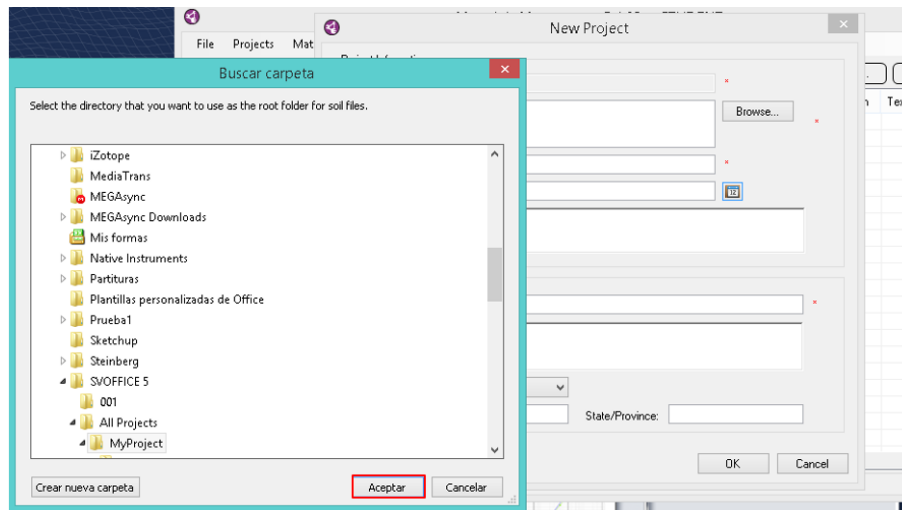 New Project
File Projects Mat
Buscar carpeta
Select the directory that you want to use as the root folder for soil files.
Browse...
Tex
iZotope
MediaTrans
MEGAsync
MEGAsync Downloads
Mis formas
Native Instruments
Partituras
Plantillas personalizadas de Office
Prueba1
Sketchup
Steinberg
SVOFFICE 5
001
All Projects
MyProject
State/Province:
OK Cancel
Crear nueva carpeta Aceptar Cancelar